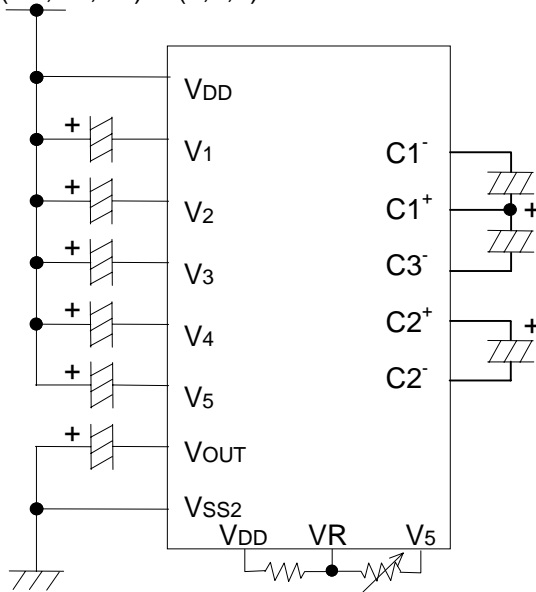 VDD
+
V1
C1-
+
V2
C1+
+
+
V3
C3-
+
V4
C2+
+
+
V5
C2-
+
VOUT
VSS2
VDD VR V5